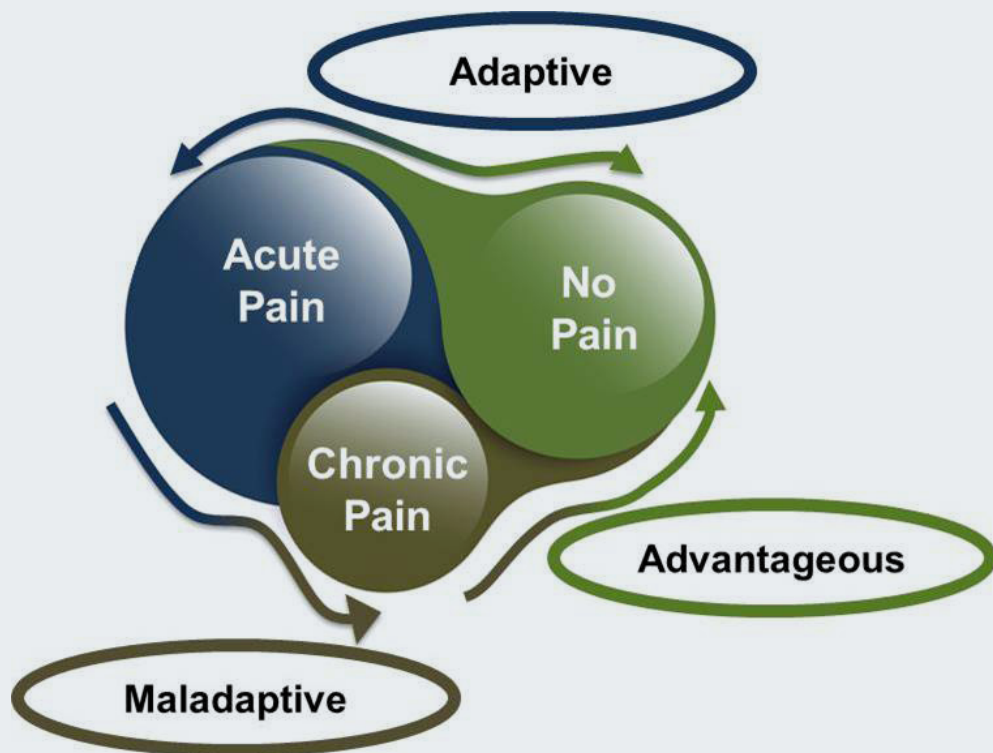 Adaptive
Acute
Pain
No
Pain
Chronic
Pain
Advantageous
Maladaptive